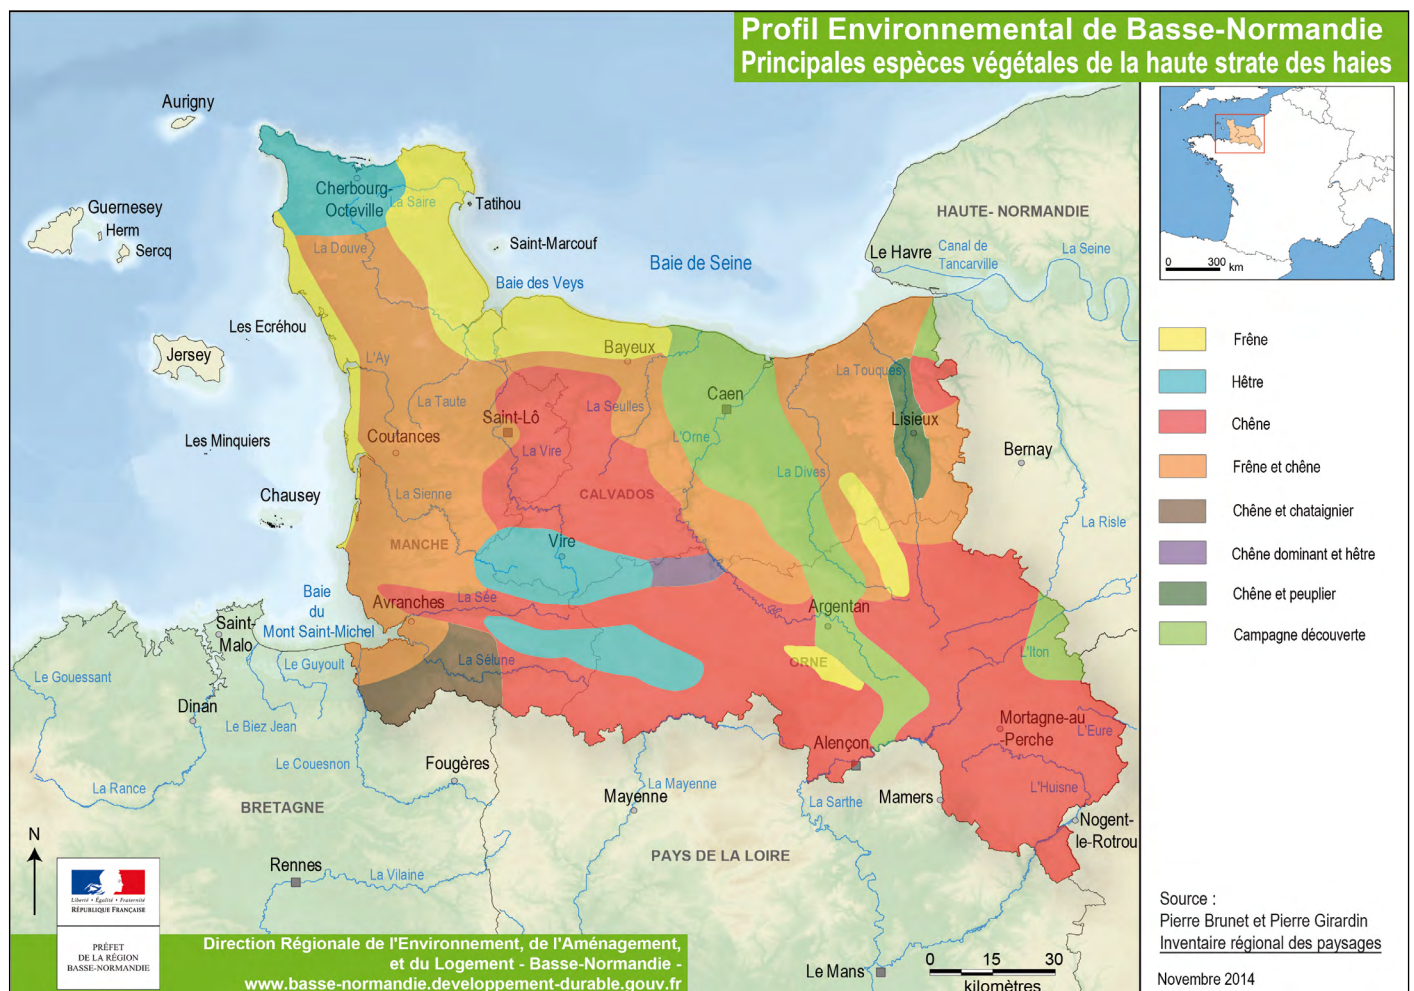 Profil Environnemental de Basse-Normandie
Principales espèces végétales de la haute strate des haies
Aurigny
Guernesey
Herm
Sercq
Cherbourg-
Octeville
La Saire
Tatihou
Saint-Marcouf
La Douve
Baie des Veys
Baie de Seine
HAUTE- NORMANDIE
Le Havre
Canal de
Tancarville
La Seine
Les Ecréhou
Jersey
L'Ay
Bayeux
La Touques
La Taute
Saint-Lô
La Seulles
Caen
Lisieux
Coutances
La Vire
L'Orne
Les Minquiers
Bernay
La Dives
Chausey
La Sienne
CALVADOS
La Risle
MANCHE
Vire
Baie
du
Mont Saint-Michel
Avranches
La Sée
Argentan
Saint-
Malo
Le Guyoult
La Sélune
ORNE
L'Iton
Le Gouessant
Dinan
Le Biez Jean
Mortagne-au
-Perche
L'Eure
Alençon
Le Couesnon
Fougères
La Rance
La Mayenne
L'Huisne
Mayenne
La Sarthe
Mamers
BRETAGNE
Nogent-
le-Rotrou
PAYS DE LA LOIRE
Rennes
La Vilaine
Le Mans
N
Liberté • Égalité • Fraternité
RÉPUBLIQUE FRANÇAISE
PRÉFET
DE LA RÉGION
BASSE-NORMANDIE
Direction Régionale de l'Environnement, de l'Aménagement,
et du Logement - Basse-Normandie -
www.basse-normandie.developpement-durable.gouv.fr
0 15 30
kilomètres
0 300 km
Frêne
Hêtre
Chêne
Frêne et chêne
Chêne et chataignier
Chêne dominant et hêtre
Chêne et peuplier
Campagne découverte
Source :
Pierre Brunet et Pierre Girardin
Inventaire régional des paysages
Novembre 2014